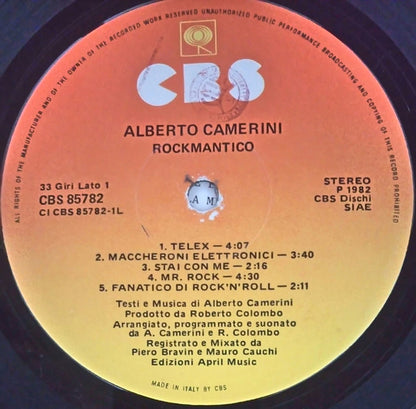 ALL RIGHTS OF THE MANUFACTURER AND OF THE OWNER OF THE RECORDED WORK RESERVED UNAUTHORIZED PUBLIC PERFORMANCE BROADCASTING AND COPYING OF THIS RECORD PROHIBITED
CBS
ALBERTO CAMERINI
ROCKMANTICO
33 Giri Lato 1
CBS 85782
CI CBS 85782-1L
STEREO
P 1982
CBS Dischi
SIAE
1. TELEX — 4:07
2. MACCHERONI ELETTRONICI — 3:40
3. STAI CON ME — 2:16
4. MR. ROCK — 4:30
5. FANATICO DI ROCK'N'ROLL — 2:11
Testi e Musica di Alberto Camerini
Prodotto da Roberto Colombo
Arrangiato, programmato e suonato
da A. Camerini e R. Colombo
Registrato e Mixato da
Piero Bravin e Mauro Cauchi
Edizioni April Music
MADE IN ITALY BY CBS